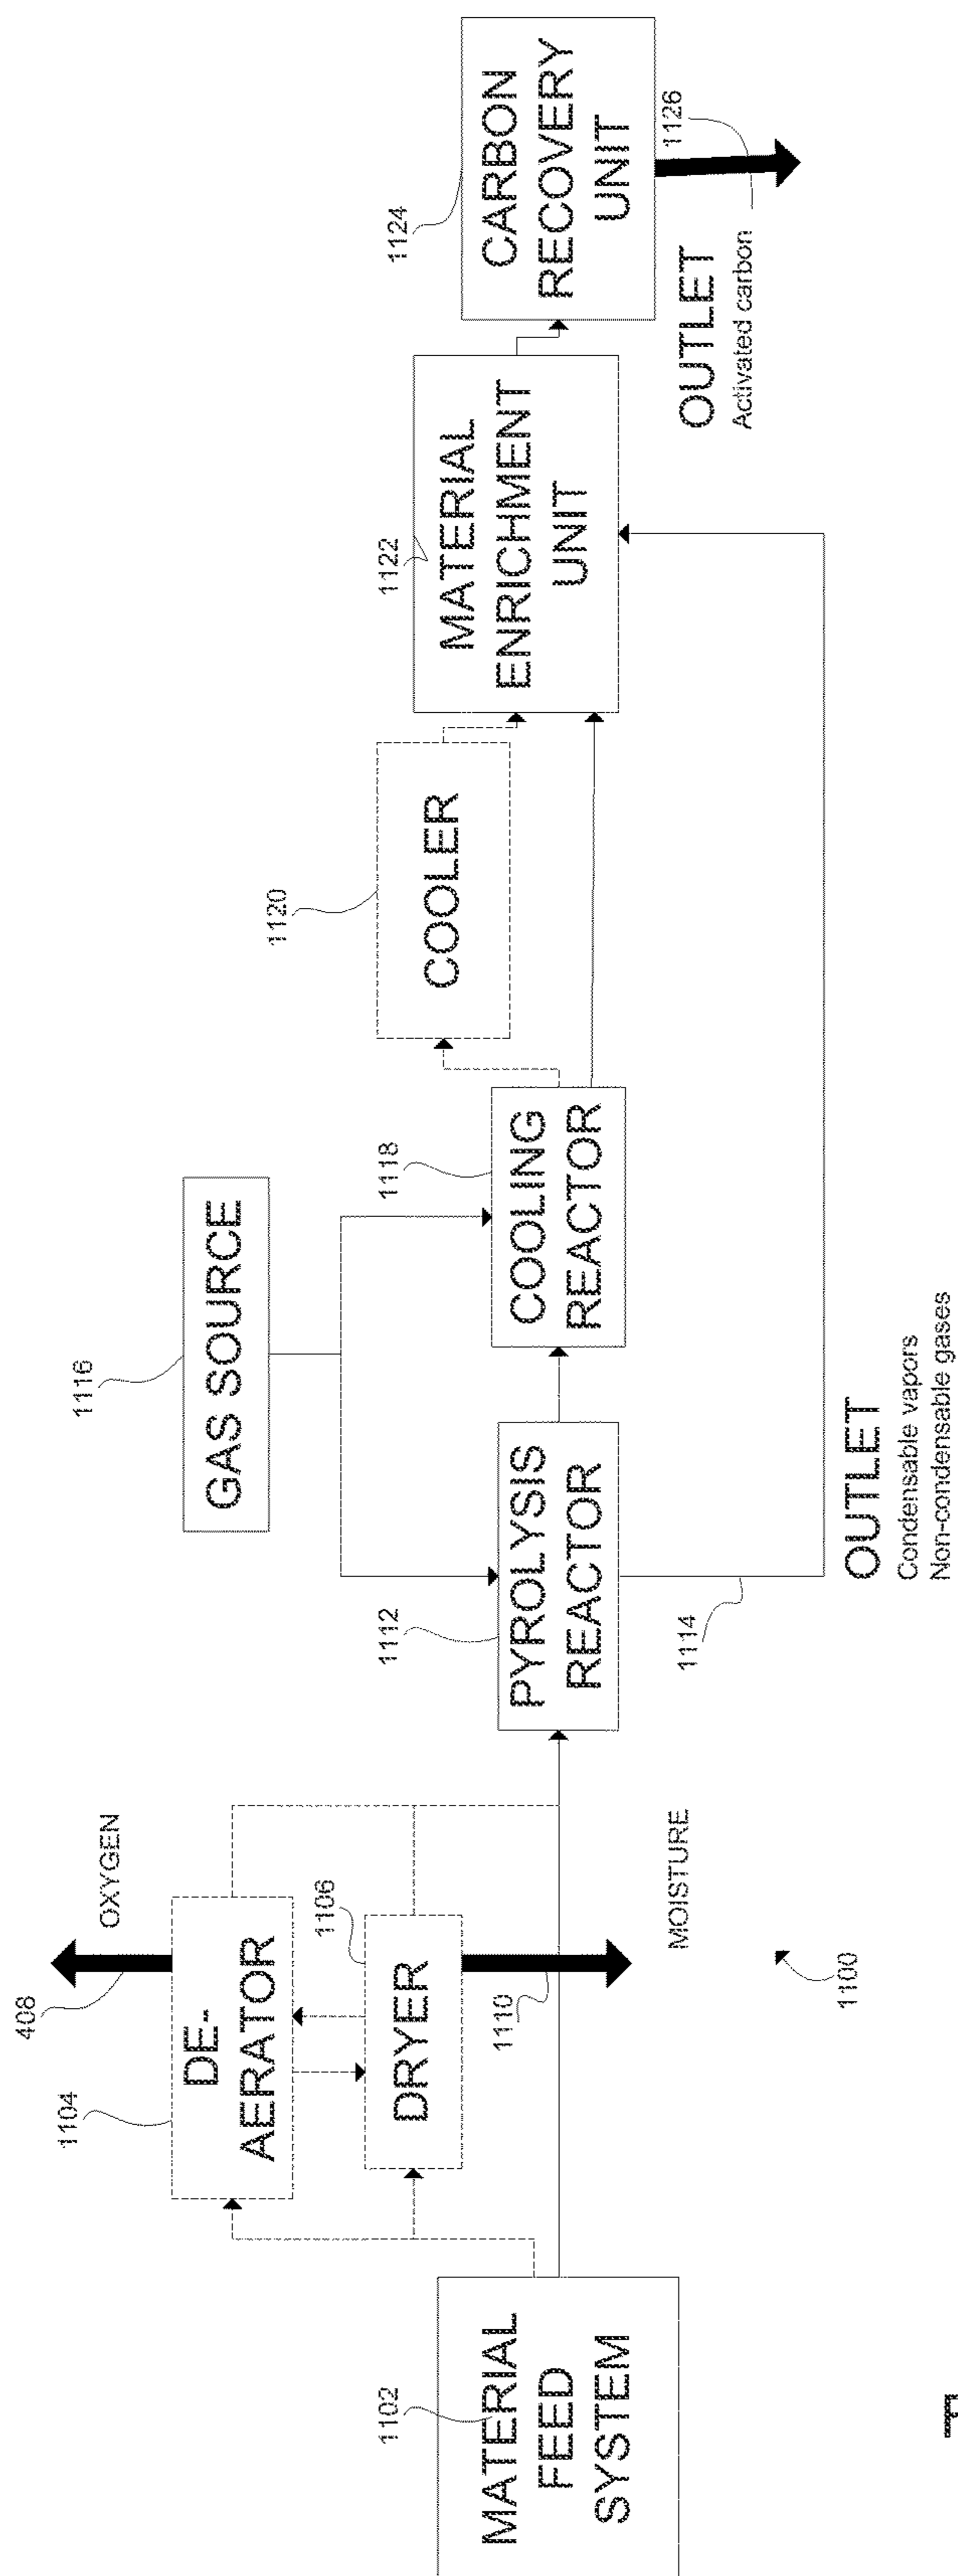 MATERIAL
FEED
SYSTEM
1102
DE-
AERATOR
1104
OXYGEN
408
DRYER
1106
MOISTURE
1110
1100
PYROLYSIS
REACTOR
1112
1114
OUTLET
Condensable vapors
Non-condensable gases
GAS SOURCE
1116
COOLING
REACTOR
1118
COOLER
1120
MATERIAL
ENRICHMENT
UNIT
1122
CARBON
RECOVERY
UNIT
1124
1126
OUTLET
Activated carbon